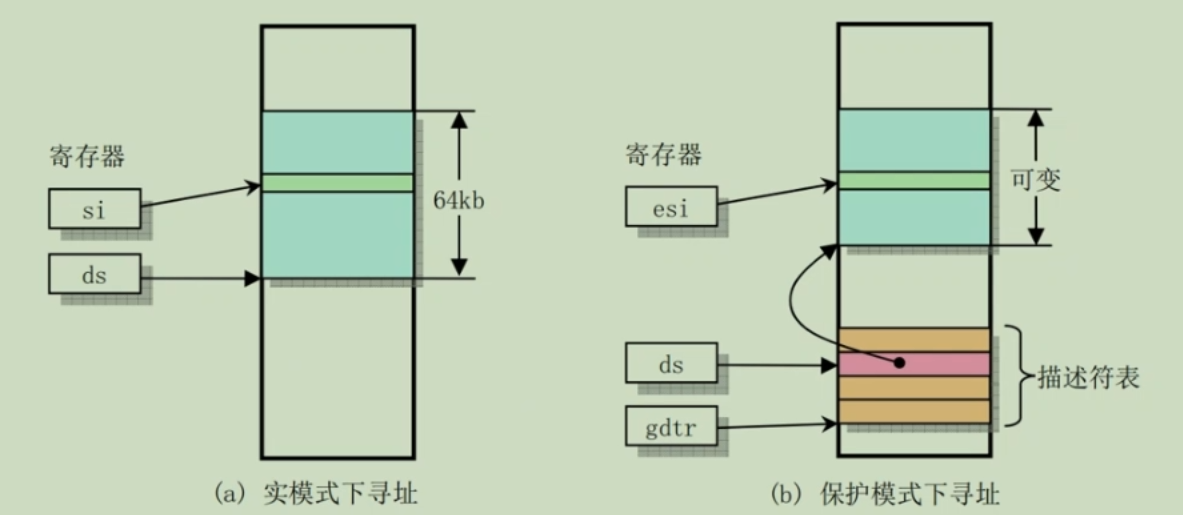 寄存器
si
ds
64kb
(a) 实模式下寻址
寄存器
esi
可变
ds
gdtr
描述符表
(b) 保护模式下寻址